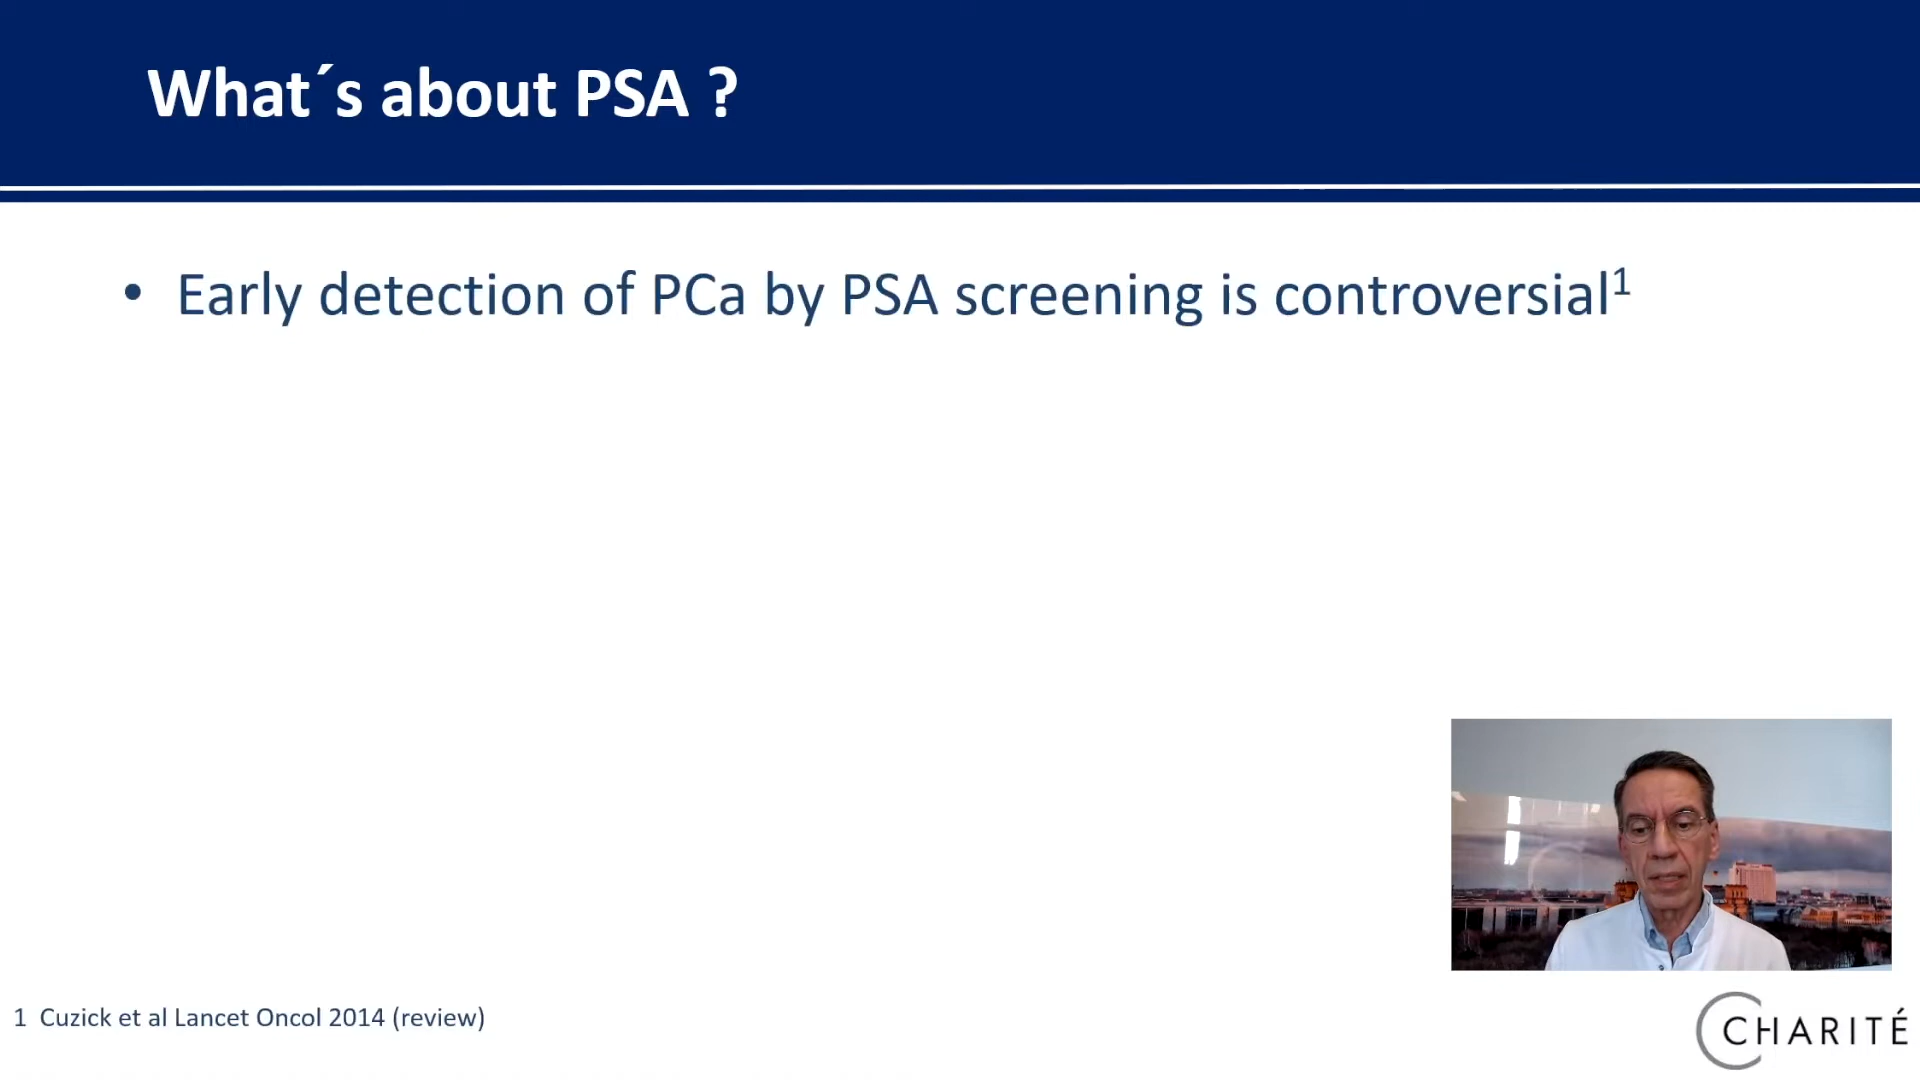 What´s about PSA ?
• Early detection of PCa by PSA screening is controversial¹
1 Cuzick et al Lancet Oncol 2014 (review)
CHARITÉ